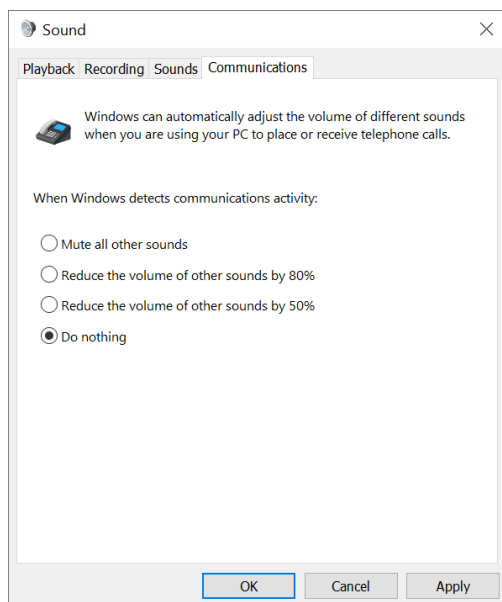 Sound
Playback Recording Sounds Communications
Windows can automatically adjust the volume of different sounds
when you are using your PC to place or receive telephone calls.
When Windows detects communications activity:
Mute all other sounds
Reduce the volume of other sounds by 80%
Reduce the volume of other sounds by 50%
Do nothing
OK Cancel Apply